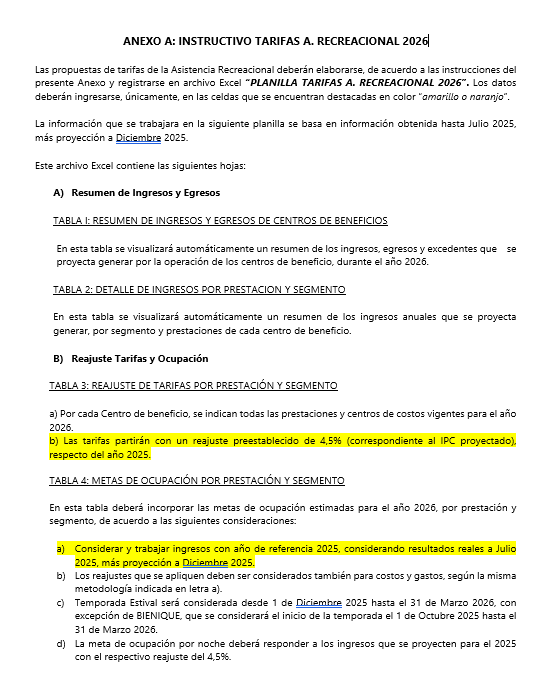 ANEXO A: INSTRUCTIVO TARIFAS A. RECREACIONAL 2026
Las propuestas de tarifas de la Asistencia Recreacional deberán elaborarse, de acuerdo a las instrucciones del
presente Anexo y registrarse en archivo Excel "PLANILLA TARIFAS A. RECREACIONAL 2026". Los datos
deberán ingresarse, únicamente, en las celdas que se encuentran destacadas en color "amarillo o naranjo".
La información que se trabajara en la siguiente planilla se basa en información obtenida hasta Julio 2025,
más proyección a Diciembre 2025.
Este archivo Excel contiene las siguientes hojas:
A) Resumen de Ingresos y Egresos
TABLA I: RESUMEN DE INGRESOS Y EGRESOS DE CENTROS DE BENEFICIOS
En esta tabla se visualizará automáticamente un resumen de los ingresos, egresos y excedentes que se
proyecta generar por la operación de los centros de beneficio, durante el año 2026.
TABLA 2: DETALLE DE INGRESOS POR PRESTACION Y SEGMENTO
En esta tabla se visualizará automáticamente un resumen de los ingresos anuales que se proyecta
generar, por segmento y prestaciones de cada centro de beneficio.
B) Reajuste Tarifas y Ocupación
TABLA 3: REAJUSTE DE TARIFAS POR PRESTACIÓN Y SEGMENTO
a) Por cada Centro de beneficio, se indican todas las prestaciones y centros de costos vigentes para el año
2026.
b) Las tarifas partirán con un reajuste preestablecido de 4,5% (correspondiente al IPC proyectado),
respecto del año 2025.
TABLA 4: METAS DE OCUPACIÓN POR PRESTACIÓN Y SEGMENTO
En esta tabla deberá incorporar las metas de ocupación estimadas para el año 2026, por prestación y
segmento, de acuerdo a las siguientes consideraciones:
a) Considerar y trabajar ingresos con año de referencia 2025, considerando resultados reales a Julio
2025, más proyección a Diciembre 2025.
b) Los reajustes que se apliquen deben ser considerados también para costos y gastos, según la misma
metodología indicada en letra a).
c) Temporada Estival será considerada desde 1 de Diciembre 2025 hasta el 31 de Marzo 2026, con
excepción de BIENIQUE, que se considerará el inicio de la temporada el 1 de Octubre 2025 hasta el
31 de Marzo 2026.
d) La meta de ocupación por noche deberá responder a los ingresos que se proyecten para el 2025
con el respectivo reajuste del 4,5%.